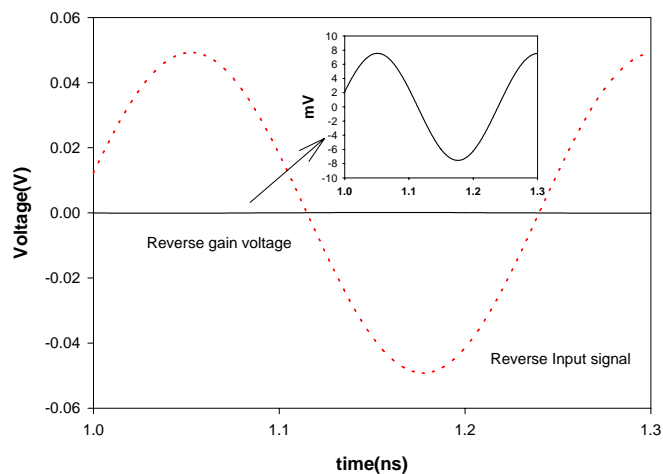 0.06
0.04
0.02
0.00
-0.02
-0.04
-0.06
Voltage(V)
10
8
6
4
2
0
-2
-4
-6
-8
-10
mV
1.0 1.1 1.2 1.3
Reverse gain voltage
Reverse Input signal
1.0 1.1 1.2 1.3
time(ns)